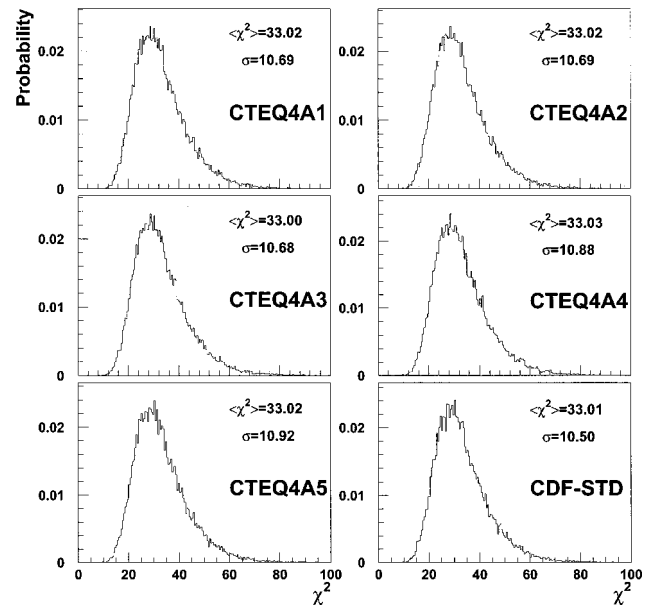 Probability
0.02
0.01
0
<χ²>=33.02
σ=10.69
CTEQ4A1
0.02
0.01
0
<χ²>=33.02
σ=10.69
CTEQ4A2
0.02
0.01
0
<χ²>=33.00
σ=10.68
CTEQ4A3
0.02
0.01
0
<χ²>=33.03
σ=10.88
CTEQ4A4
0.02
0.01
0
<χ²>=33.02
σ=10.92
CTEQ4A5
0 20 40 60 80 100
χ²
0.02
0.01
0
<χ²>=33.01
σ=10.50
CDF-STD
0 20 40 60 80 100
χ²